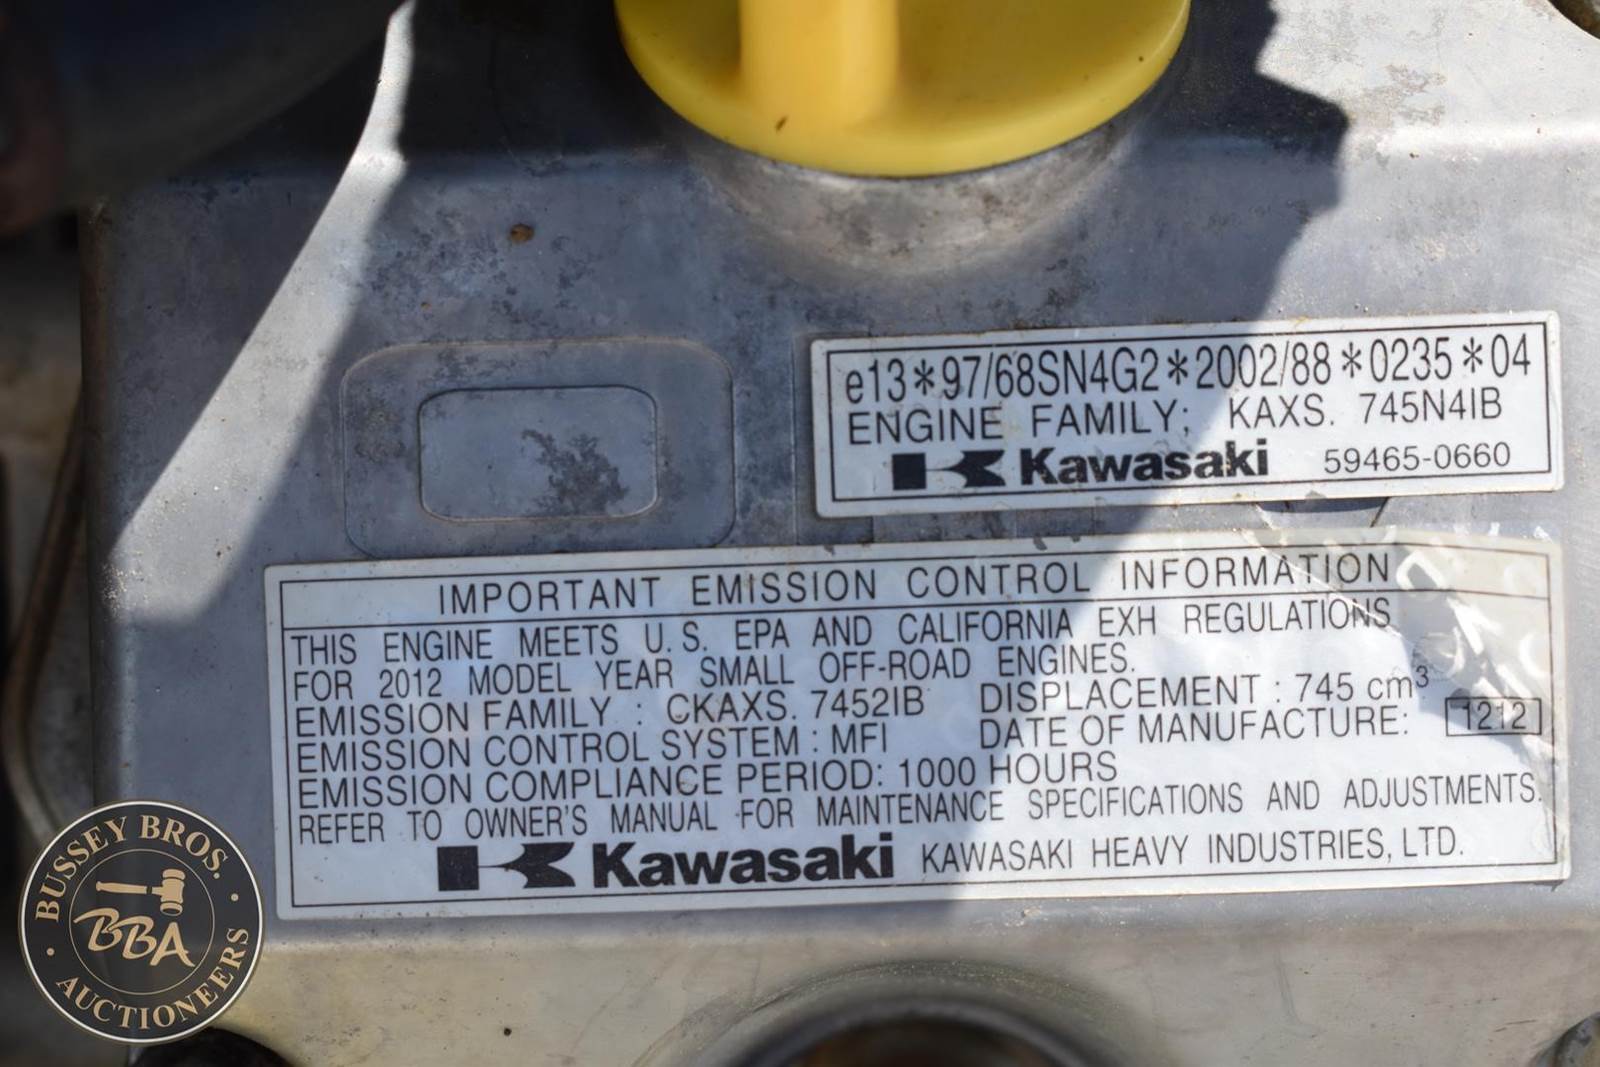 e13*97/68SN4G2*2002/88*0235*04
ENGINE FAMILY; KAXS. 745N4IB
Kawasaki 59465-0660
IMPORTANT EMISSION CONTROL INFORMATION
THIS ENGINE MEETS U.S. EPA AND CALIFORNIA EXH REGULATIONS
FOR 2012 MODEL YEAR SMALL OFF-ROAD ENGINES.
EMISSION FAMILY : CKAXS. 7452IB DISPLACEMENT : 745 cm³
EMISSION CONTROL SYSTEM : MFI DATE OF MANUFACTURE: 1212
EMISSION COMPLIANCE PERIOD: 1000 HOURS
REFER TO OWNER'S MANUAL FOR MAINTENANCE SPECIFICATIONS AND ADJUSTMENTS.
Kawasaki KAWASAKI HEAVY INDUSTRIES, LTD.
BUSSEY BROS.
BBA
AUCTIONEERS